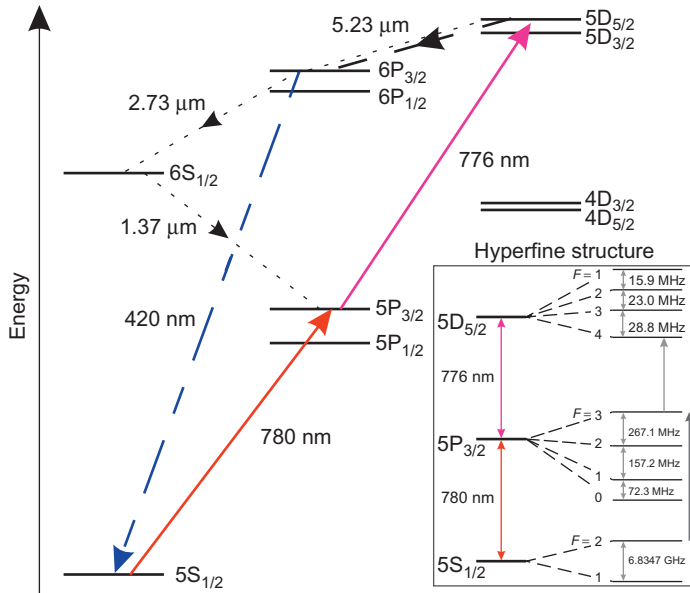 Energy
5.23 μm
5D5/2
5D3/2
6P3/2
6P1/2
2.73 μm
6S1/2
776 nm
4D3/2
4D5/2
1.37 μm
420 nm
5P3/2
5P1/2
780 nm
5S1/2
Hyperfine structure
F = 1
15.9 MHz
2
23.0 MHz
3
28.8 MHz
4
5D5/2
776 nm
F = 3
267.1 MHz
2
157.2 MHz
1
72.3 MHz
0
5P3/2
780 nm
F = 2
6.8347 GHz
1
5S1/2